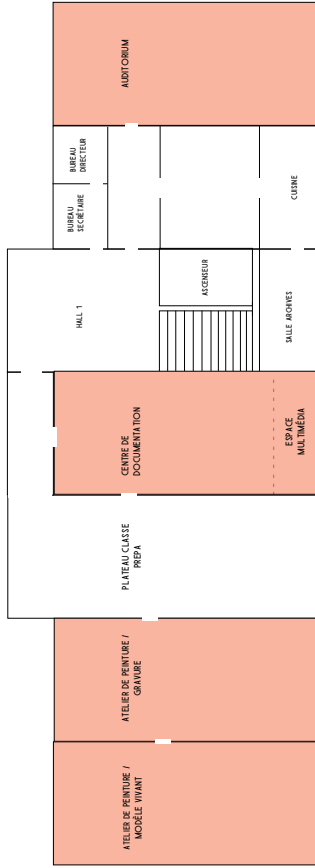 AUDITORIUM
BUREAU
DIRECTEUR
BUREAU
SECRÉTAIRE
CUISINE
HALL 1
ASCENSEUR
SALLE ARCHIVES
CENTRE DE
DOCUMENTATION
ESPACE
MULTIMÉDIA
PLATEAU CLASSE
PREPA
ATELIER DE PEINTURE /
GRAVURE
ATELIER DE PEINTURE /
MODÈLE VIVANT